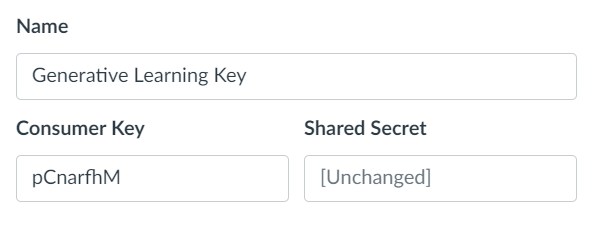 Name
Generative Learning Key
Consumer Key Shared Secret
pCnarfhM [Unchanged]